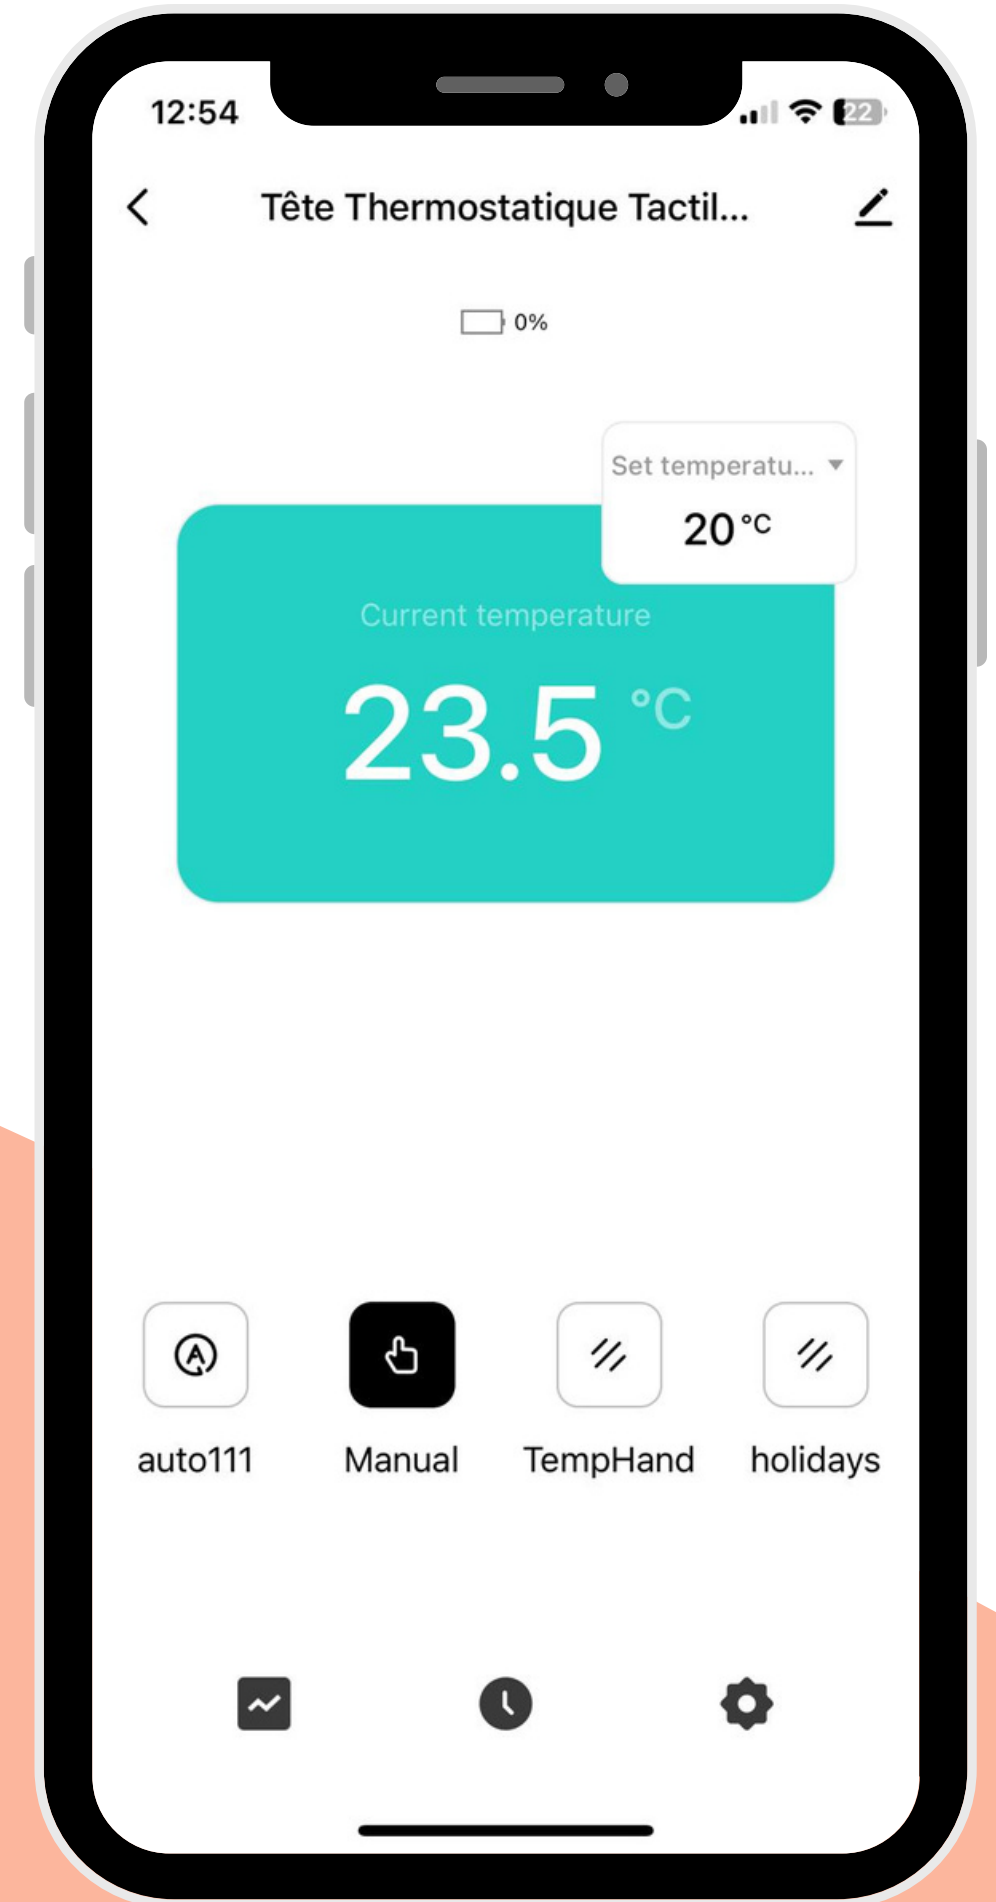 12:54
22
Tête Thermostatique Tactil...
0%
Set temperatu...
20 °C
Current temperature
23.5 °C
auto111
Manual
TempHand
holidays